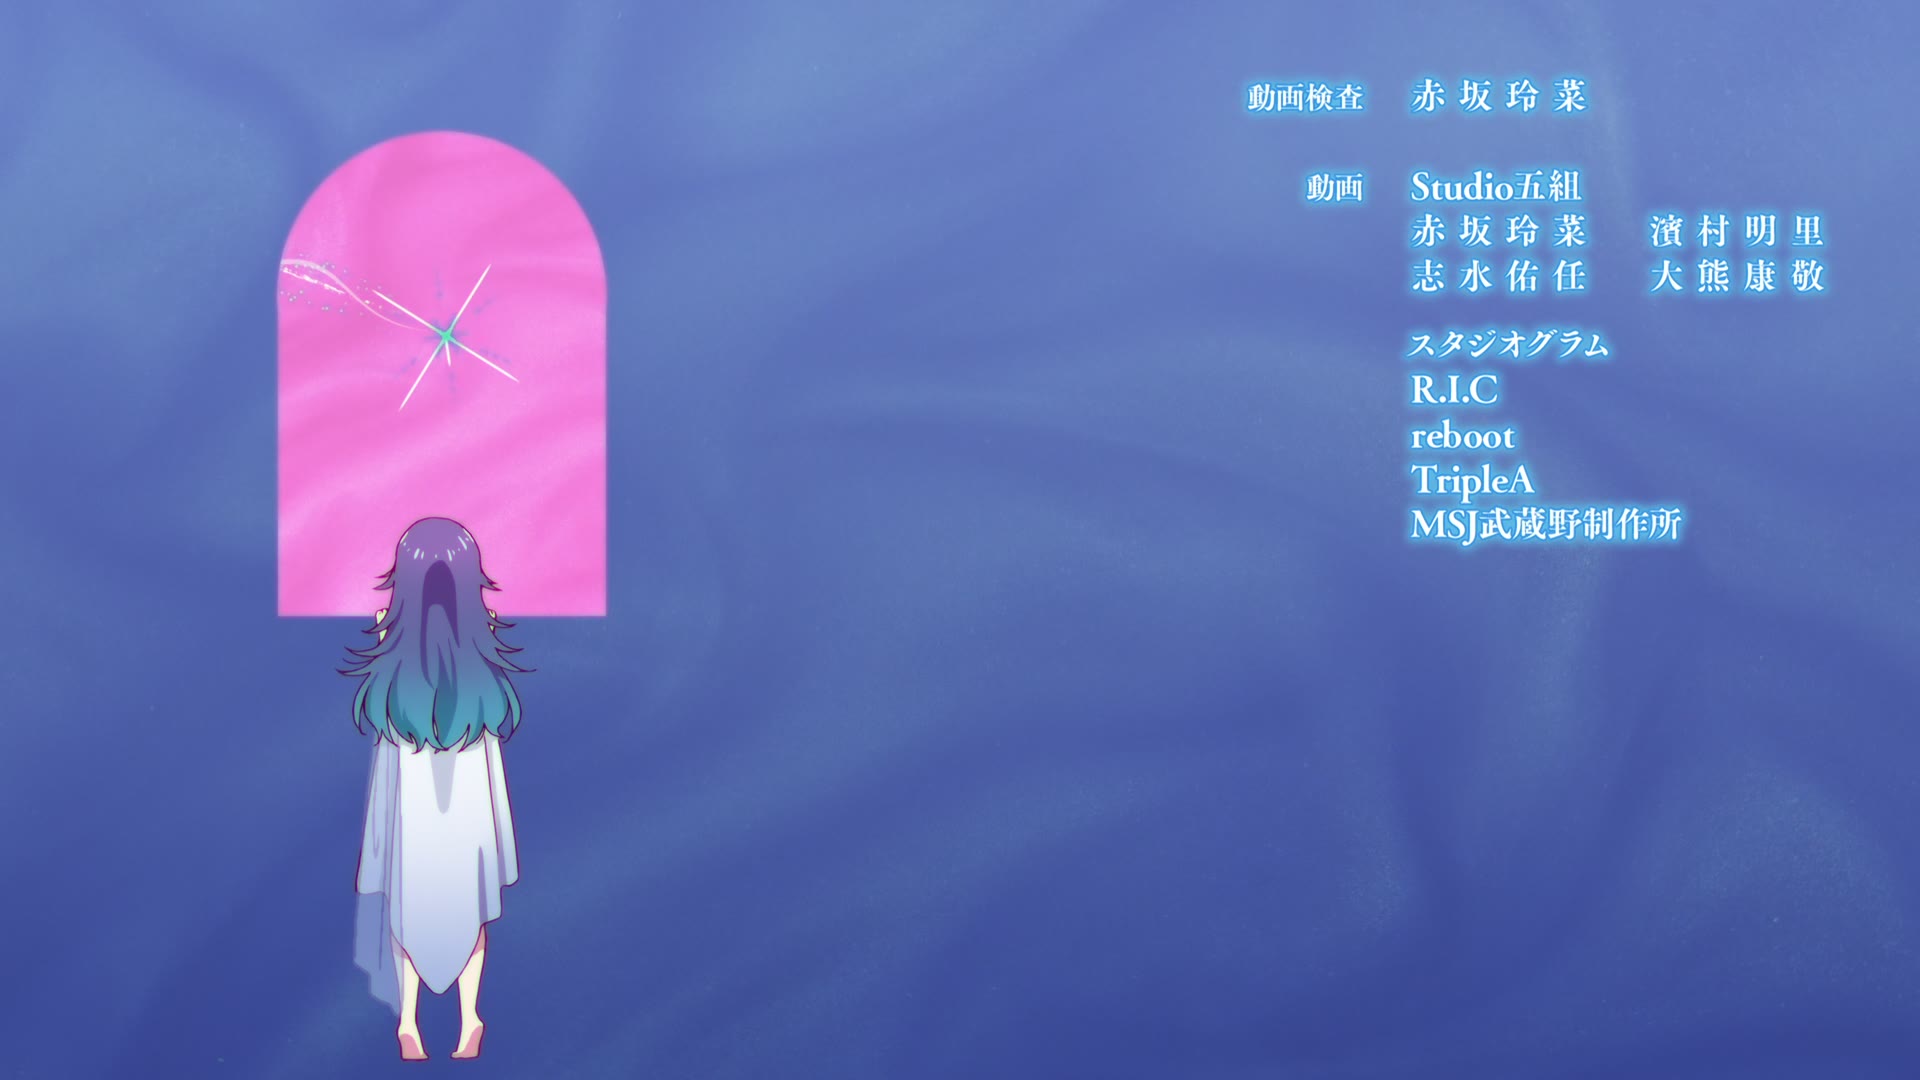 動画検査 赤坂玲菜
動画 Studio五組
赤坂玲菜 濱村明里
志水佑任 大熊康敬
スタジオグラム
R.I.C
reboot
TripleA
MSJ武蔵野制作所